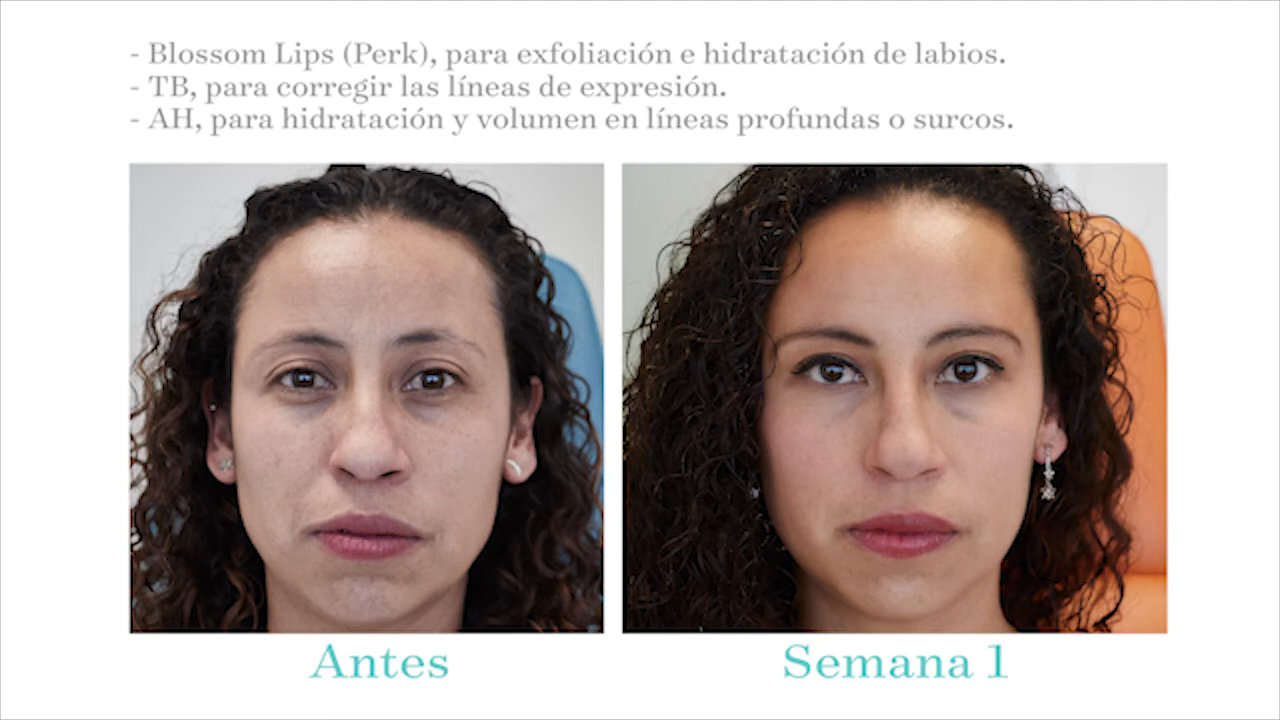 - Blossom Lips (Perk), para exfoliación e hidratación de labios.
- TB, para corregir las líneas de expresión.
- AH, para hidratación y volumen en líneas profundas o surcos.
Antes
Semana 1